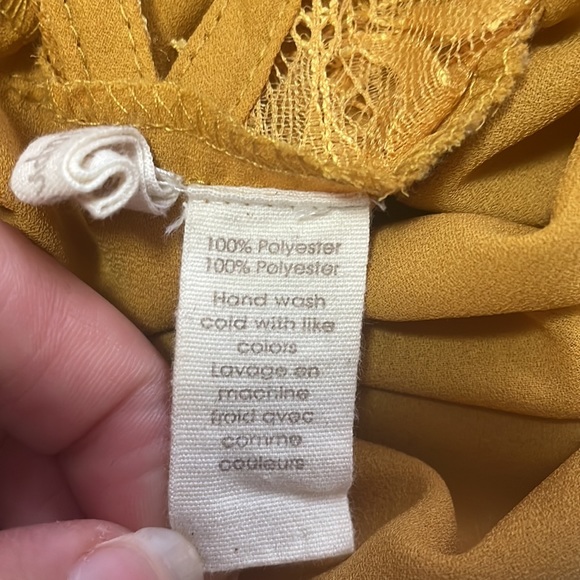 100% Polyester
100% Polyester
Hand wash
cold with like
colors
Lavage en
machine
froid avec
comme
couleurs